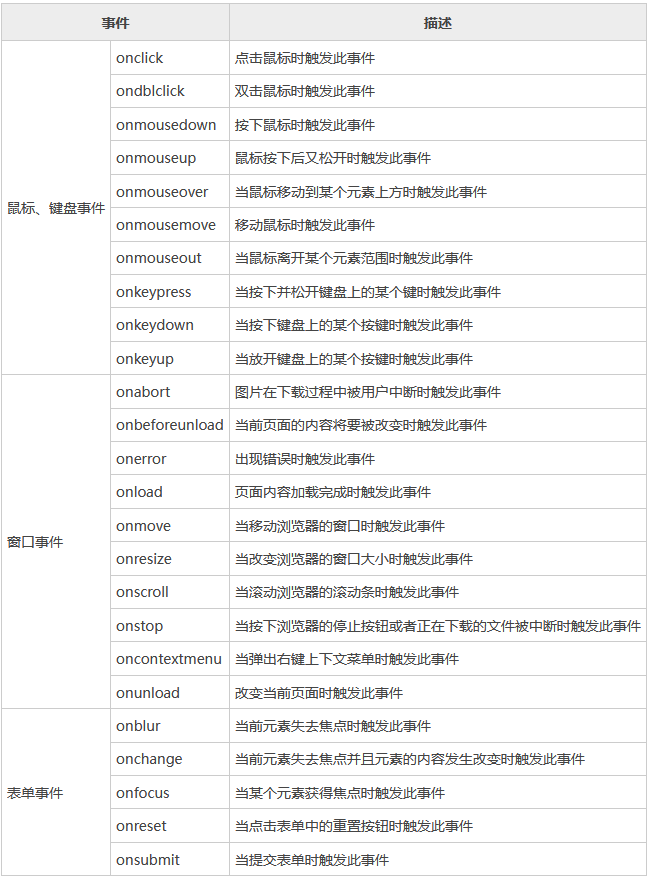 事件 描述
鼠标、键盘事件
onclick 点击鼠标时触发此事件
ondblclick 双击鼠标时触发此事件
onmousedown 按下鼠标时触发此事件
onmouseup 鼠标按下后又松开时触发此事件
onmouseover 当鼠标移动到某个元素上方时触发此事件
onmousemove 移动鼠标时触发此事件
onmouseout 当鼠标离开某个元素范围时触发此事件
onkeypress 当按下并松开键盘上的某个键时触发此事件
onkeydown 当按下键盘上的某个按键时触发此事件
onkeyup 当放开键盘上的某个按键时触发此事件
窗口事件
onabort 图片在下载过程中被用户中断时触发此事件
onbeforeunload 当前页面的内容将要被改变时触发此事件
onerror 出现错误时触发此事件
onload 页面内容加载完成时触发此事件
onmove 当移动浏览器的窗口时触发此事件
onresize 当改变浏览器的窗口大小时触发此事件
onscroll 当滚动浏览器的滚动条时触发此事件
onstop 当按下浏览器的停止按钮或者正在下载的文件被中断时触发此事件
oncontextmenu 当弹出右键上下文菜单时触发此事件
onunload 改变当前页面时触发此事件
表单事件
onblur 当前元素失去焦点时触发此事件
onchange 当前元素失去焦点并且元素的内容发生改变时触发此事件
onfocus 当某个元素获得焦点时触发此事件
onreset 当点击表单中的重置按钮时触发此事件
onsubmit 当提交表单时触发此事件